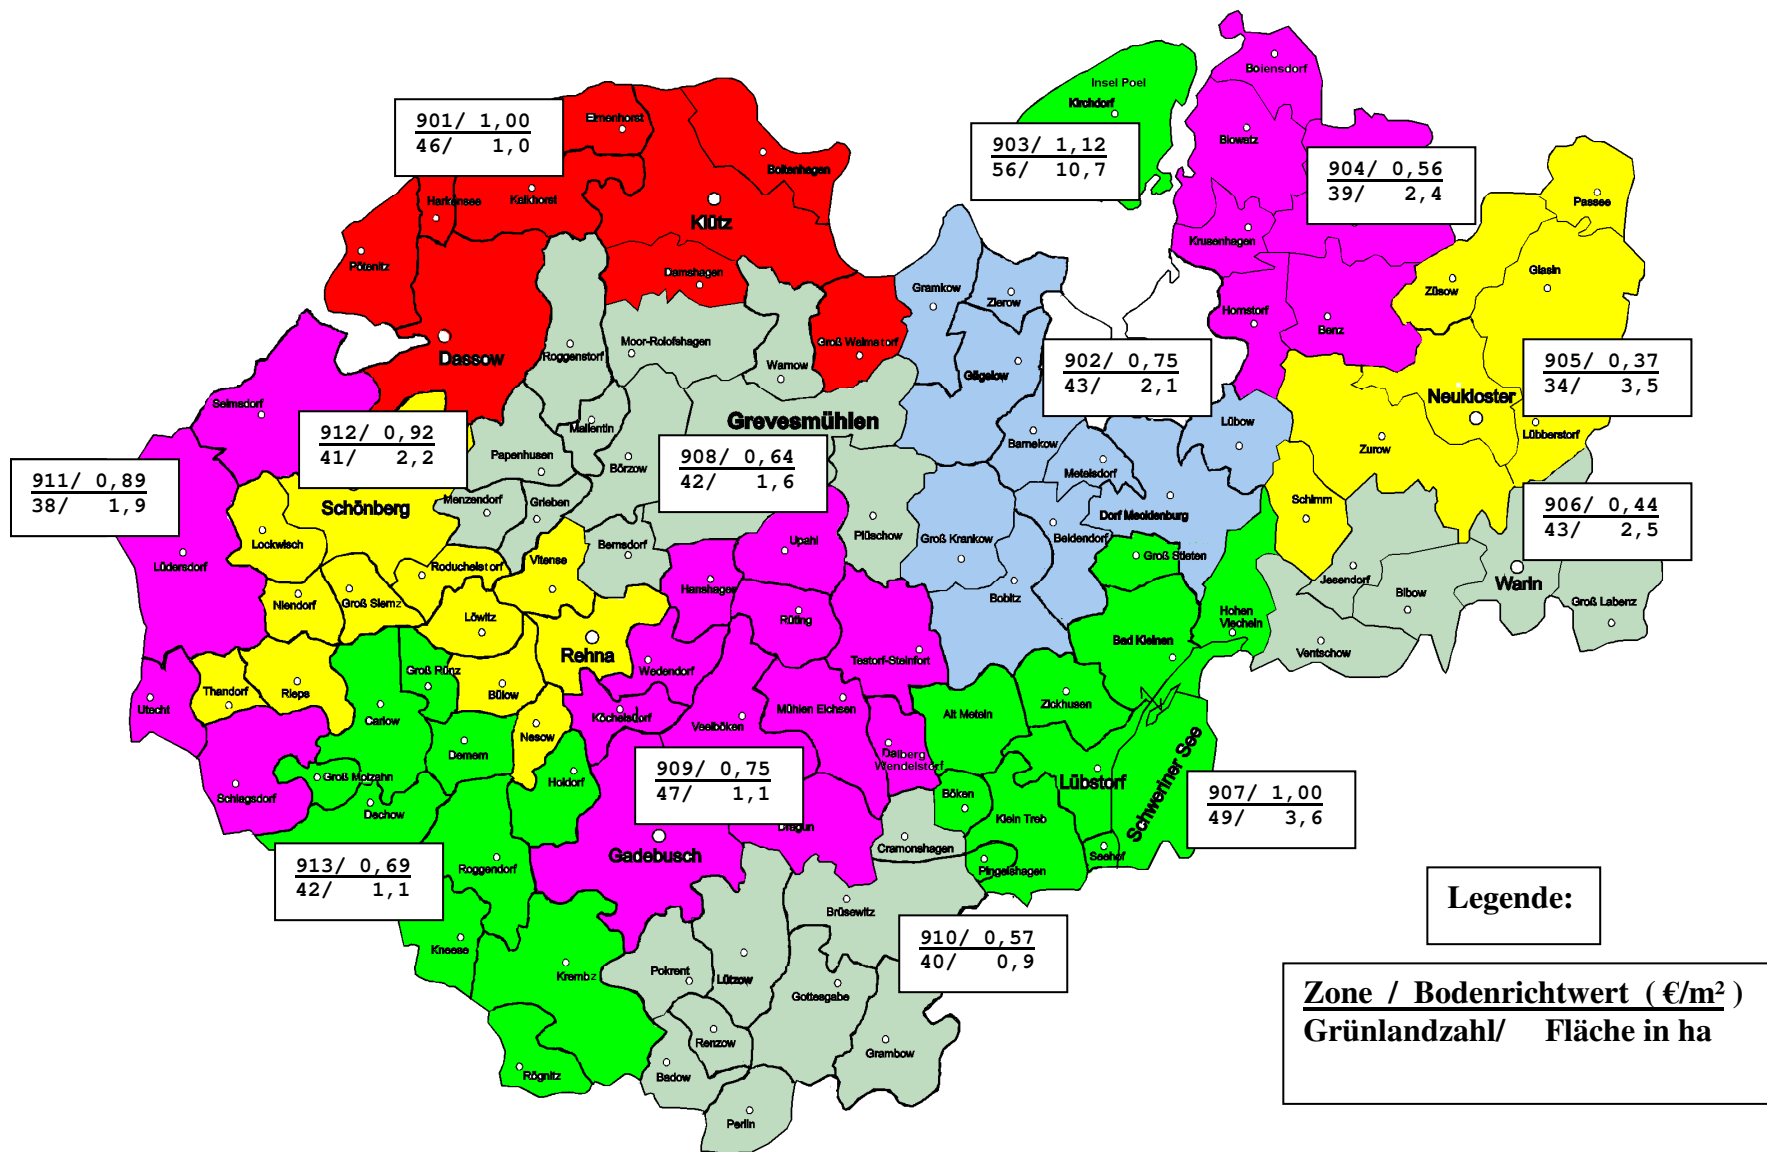 Boiensdorf
Insel Poel
Kirchdorf
901/ 1,00
46/ 1,0
Elmenhorst
Blowatz
903/ 1,12
56/ 10,7
904/ 0,56
39/ 2,4
Boltenhagen
Harkensee
Kalkhorst
Passee
Klütz
Krusenhagen
Pötenitz
Damshagen
Gramkow
Zierow
Züsow
Glasin
Hornstorf
Benz
Dassow
Roggenstorf
Moor-Rolofshagen
Groß Walmstorf
Warnow
Gägelow
902/ 0,75
43/ 2,1
905/ 0,37
34/ 3,5
Neukloster
Selmsdorf
Mallentin
Grevesmühlen
Lübow
Lübberstorf
912/ 0,92
41/ 2,2
Barnekow
Zurow
Papenhusen
Börzow
908/ 0,64
42/ 1,6
Metelsdorf
911/ 0,89
38/ 1,9
Menzendorf
Grieben
Schimm
906/ 0,44
43/ 2,5
Schönberg
Dorf Mecklenburg
Plüschow
Groß Krankow
Beidendorf
Lockwisch
Upahl
Bernsdorf
Groß Stieten
Lüdersdorf
Roduchelstorf
Vitense
Hanshagen
Jesendorf
Bibow
Warin
Groß Labenz
Niendorf
Groß Siemz
Löwitz
Rüting
Bobitz
Hohen
Viecheln
Bad Kleinen
Rehna
Testorf-Steinfort
Ventschow
Groß Rünz
Wedendorf
Thandorf
Rieps
Bülow
Utecht
Carlow
Köchelsdorf
Veelböken
Mühlen Eichsen
Alt Meteln
Zickhusen
Demern
Nesow
Dalberg
Wendelstorf
909/ 0,75
47/ 1,1
Schlagsdorf
Groß Molzahn
Holdorf
Lübstorf
Schweriner See
907/ 1,00
49/ 3,6
Dechow
Böken
Klein Treb
Dragun
Cramonshagen
Gadebusch
Seehof
913/ 0,69
42/ 1,1
Roggendorf
Pingelshagen
Brüsewitz
Legende:
910/ 0,57
40/ 0,9
Kneese
Krembz
Pokrent
Lützow
Gottesgabe
Zone / Bodenrichtwert ( €/m² )
Grünlandzahl/ Fläche in ha
Renzow
Grambow
Rögnitz
Badow
Perlin